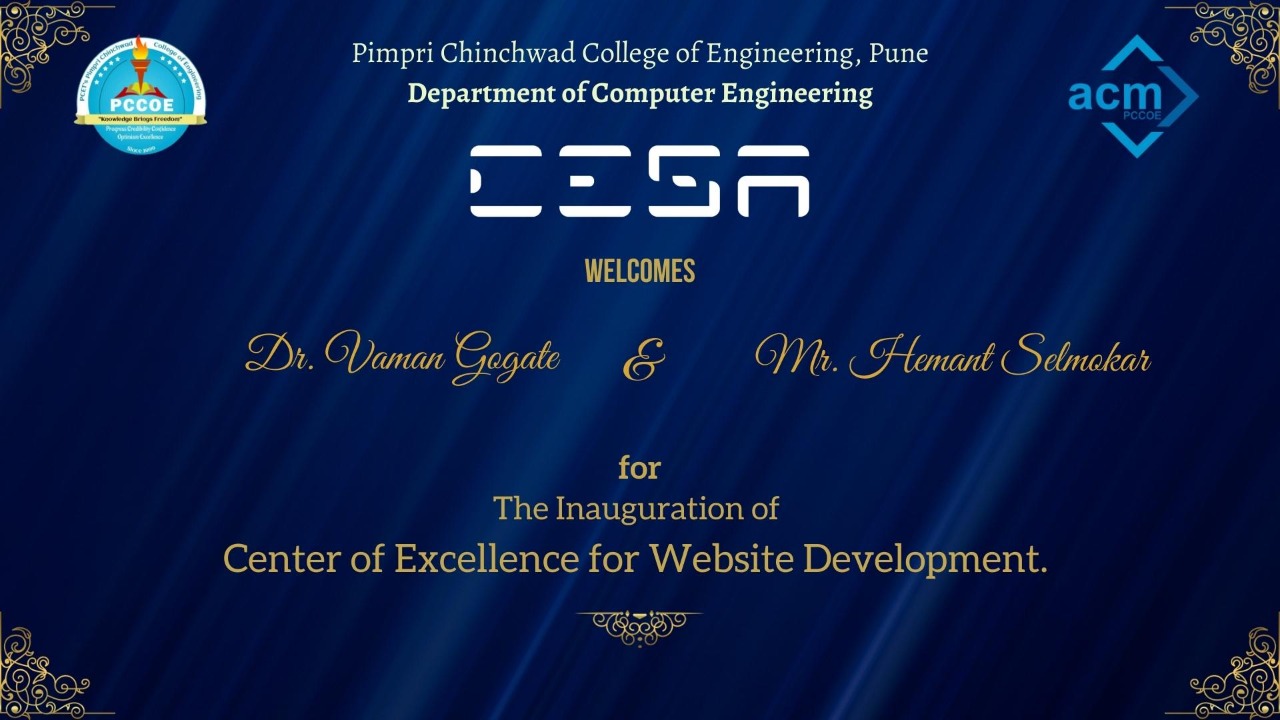 Pimpri Chinchwad College of Engineering, Pune
Department of Computer Engineering
PCET's Pimpri Chinchwad College of Engineering
PCCOE
"Knowledge Brings Freedom"
Progress Credibility Confidence
Optimism Excellence
Since 1999
acm
PCCOE
CESA
WELCOMES
Dr. Vaman Gogate & Mr. Hemant Selmokar
for
The Inauguration of
Center of Excellence for Website Development.